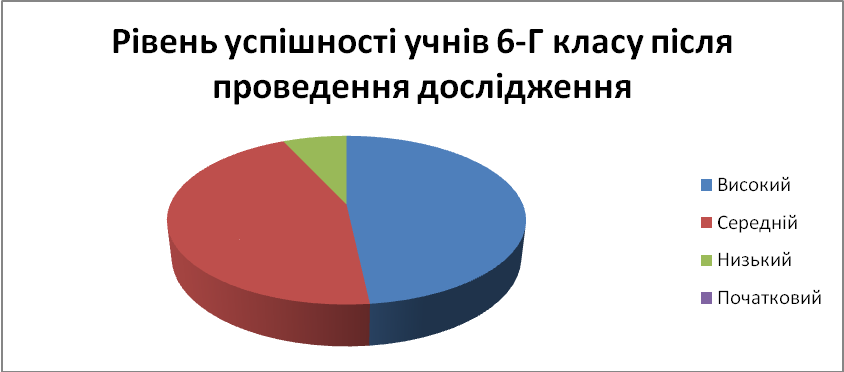 Рівень успішності учнів 6-Г класу після
проведення дослідження
Високий
Середній
Низький
Початковий